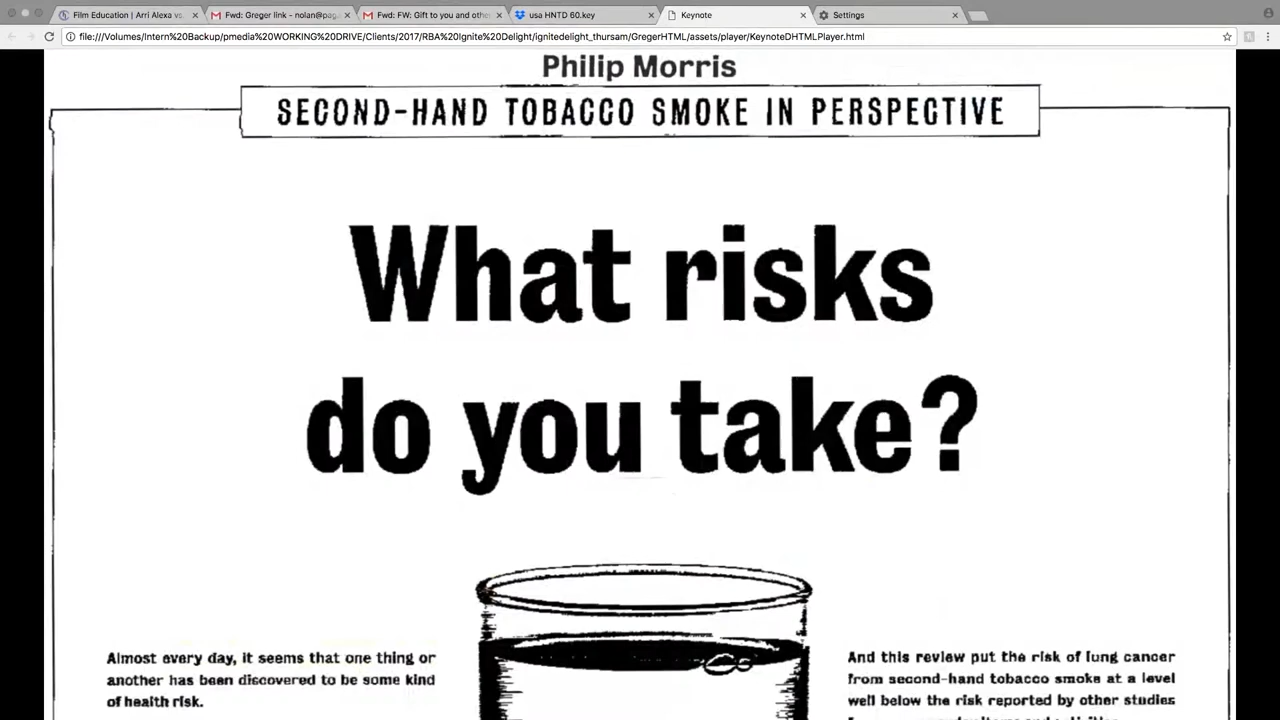 Film Education | Arri Alexa vs.
Fwd: Greger link - nolan@pag
Fwd: FW: Gift to you and othe
usa HNTD 60.key
Keynote
Settings
file:///Volumes/Intern%20Backup/pmedia%20WORKING%20DRIVE/Clients/2017/RBA%20Ignite%20Delight/ignitedelight_thursam/GregerHTML/assets/player/KeynoteDHTMLPlayer.html
Philip Morris
SECOND-HAND TOBACCO SMOKE IN PERSPECTIVE
What risks
do you take?
Almost every day, it seems that one thing or
another has been discovered to be some kind
of health risk.
And this review put the risk of lung cancer
from second-hand tobacco smoke at a level
well below the risk reported by other studies